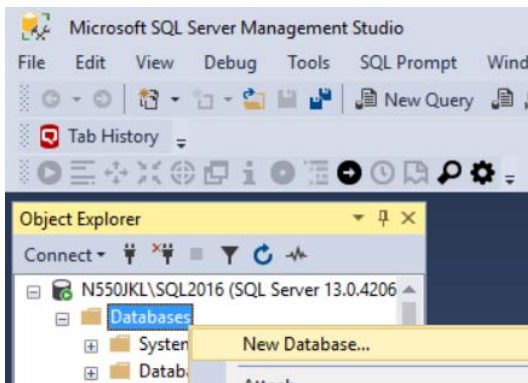 Microsoft SQL Server Management Studio
File Edit View Debug Tools SQL Prompt
New Query
Tab History
Object Explorer
Connect
N550JKL\SQL2016 (SQL Server 13.0.4206
Databases
New Database...